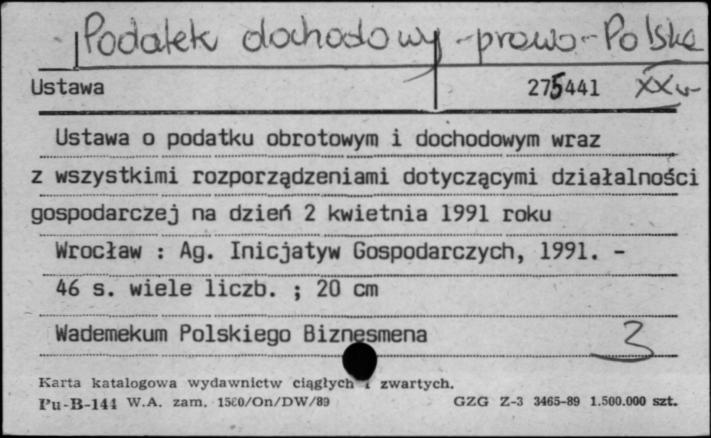 Podatek dochodowy - prawo - Polska
Ustawa 275441 XX w
Ustawa o podatku obrotowym i dochodowym wraz
z wszystkimi rozporządzeniami dotyczącymi działalności
gospodarczej na dzień 2 kwietnia 1991 roku
Wrocław : Ag. Inicjatyw Gospodarczych, 1991. -
46 s. wiele liczb. ; 20 cm
Wademekum Polskiego Biznesmena 3
Karta katalogowa wydawnictw ciągłych i zwartych.
Pu-B-144 W.A. zam. 1560/On/DW/89 GZG Z-3 3465-89 1.500.000 szt.